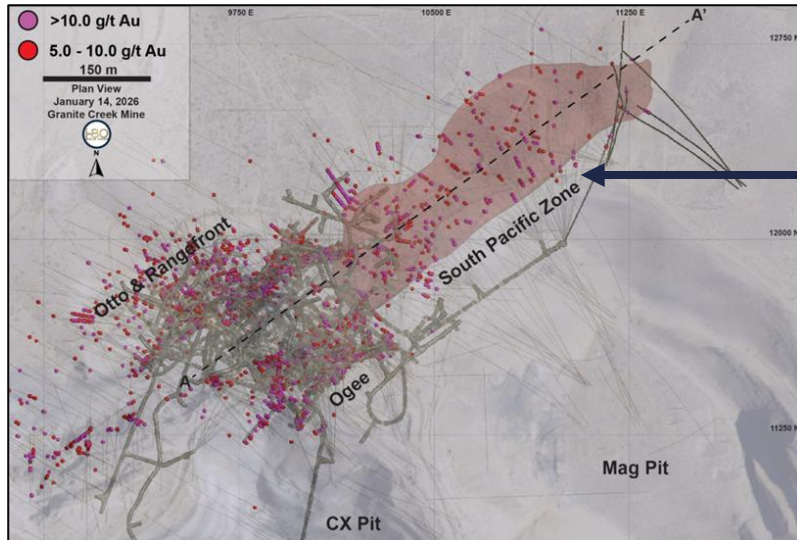 9750 E
10500 E
11250 E
A'
>10.0 g/t Au
5.0 - 10.0 g/t Au
150 m
Plan View
January 14, 2026
Granite Creek Mine
N
12750 N
12000 N
11250 N
Otto & Rangefront
South Pacific Zone
A-
Ogee
Mag Pit
CX Pit